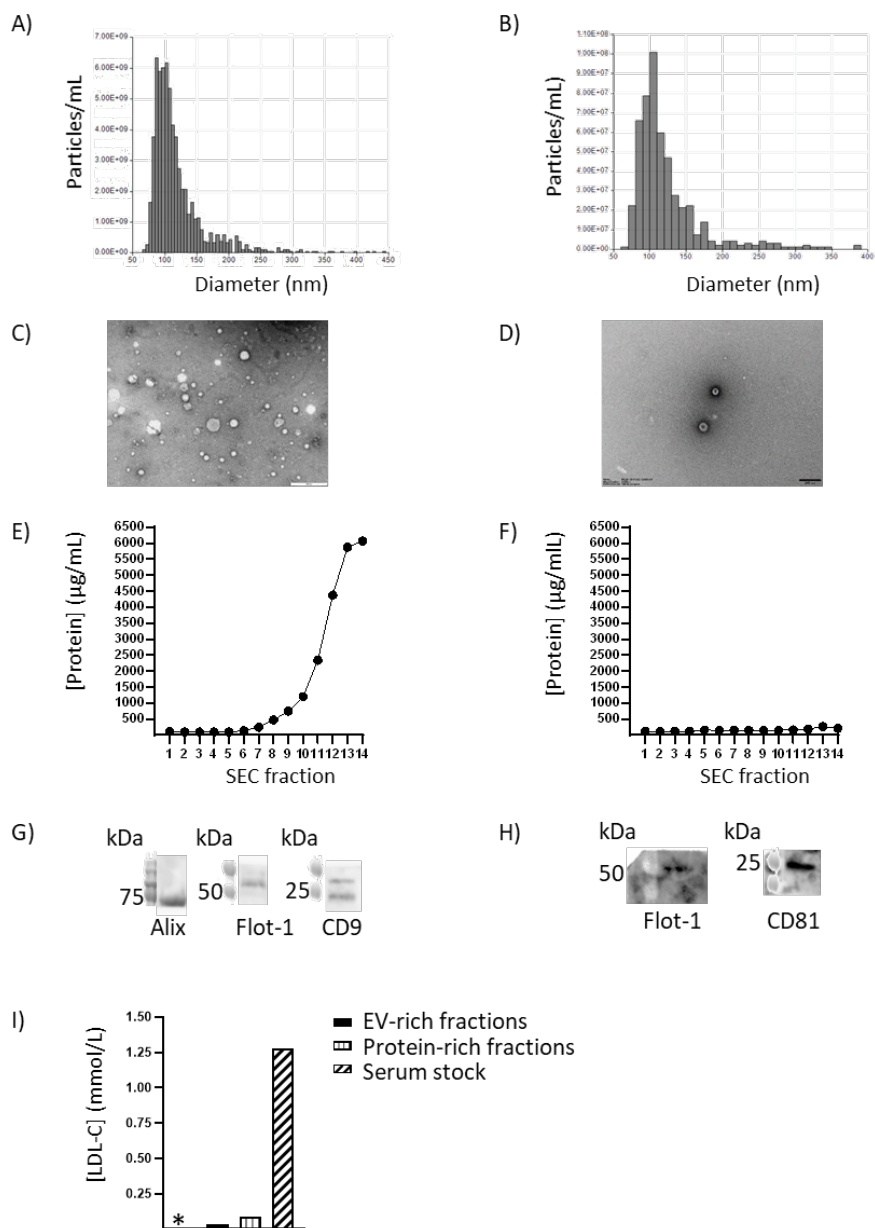 A)
7.00E+09
6.00E+09
5.00E+09
4.00E+09
3.00E+09
2.00E+09
1.00E+09
0.00E+00
Particles/mL
50 100 150 200 250 300 350 400 450
Diameter (nm)
B)
1.10E+08
1.00E+08
9.00E+07
8.00E+07
7.00E+07
6.00E+07
5.00E+07
4.00E+07
3.00E+07
2.00E+07
1.00E+07
0.00E+00
Particles/mL)
50 100 150 200 250 300 350 400
Diameter (nm)
C)
D)
E)
6500
6000
5500
5000
4500
4000
3500
3000
2500
2000
1500
1000
500
[Protein] (µg/mL)
1 2 3 4 5 6 7 8 9 10 11 12 13 14
SEC fraction
F)
6500
6000
5500
5000
4500
4000
3500
3000
2500
2000
1500
1000
500
[Protein] (µg/mlL)
1 2 3 4 5 6 7 8 9 10 11 12 13 14
SEC fraction
G)
kDa kDa kDa
75 50 25
Alix Flot-1 CD9
H)
kDa kDa
50 25
Flot-1 CD81
I)
1.50
1.25
1.00
0.75
0.50
0.25
[LDL-C] (mmol/L)
*
EV-rich fractions
Protein-rich fractions
Serum stock